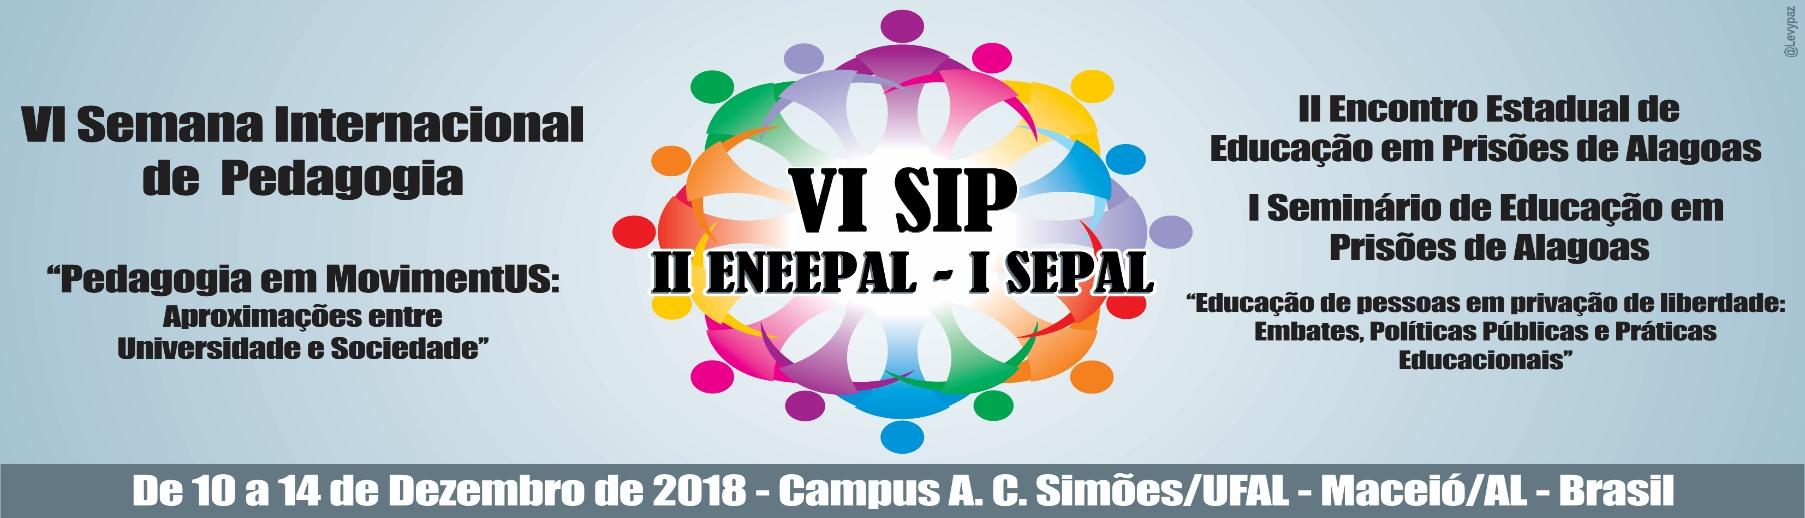 VI Semana Internacional
de Pedagogia
“Pedagogia em MovimentUS:
Aproximações entre
Universidade e Sociedade”
VI SIP
II ENEEPAL - I SEPAL
II Encontro Estadual de
Educação em Prisões de Alagoas
I Seminário de Educação em
Prisões de Alagoas
“Educação de pessoas em privação de liberdade:
Embates, Políticas Públicas e Práticas
Educacionais”
@Levypaz
De 10 a 14 de Dezembro de 2018 - Campus A. C. Simões/UFAL - Maceió/AL - Brasil